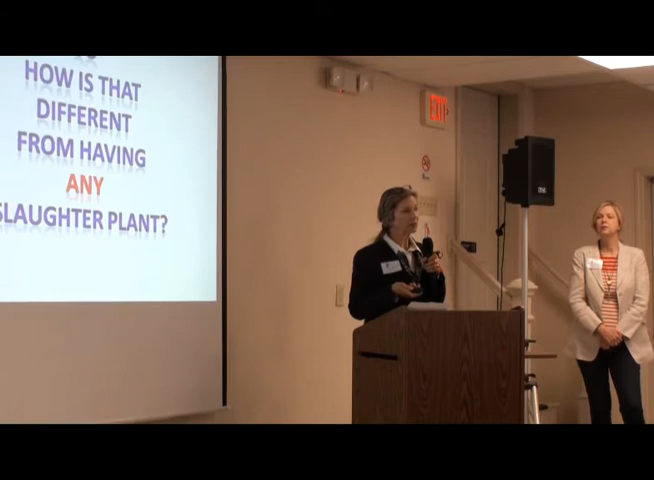 HOW IS THAT
DIFFERENT
FROM HAVING
ANY
SLAUGHTER PLANT?
EXIT